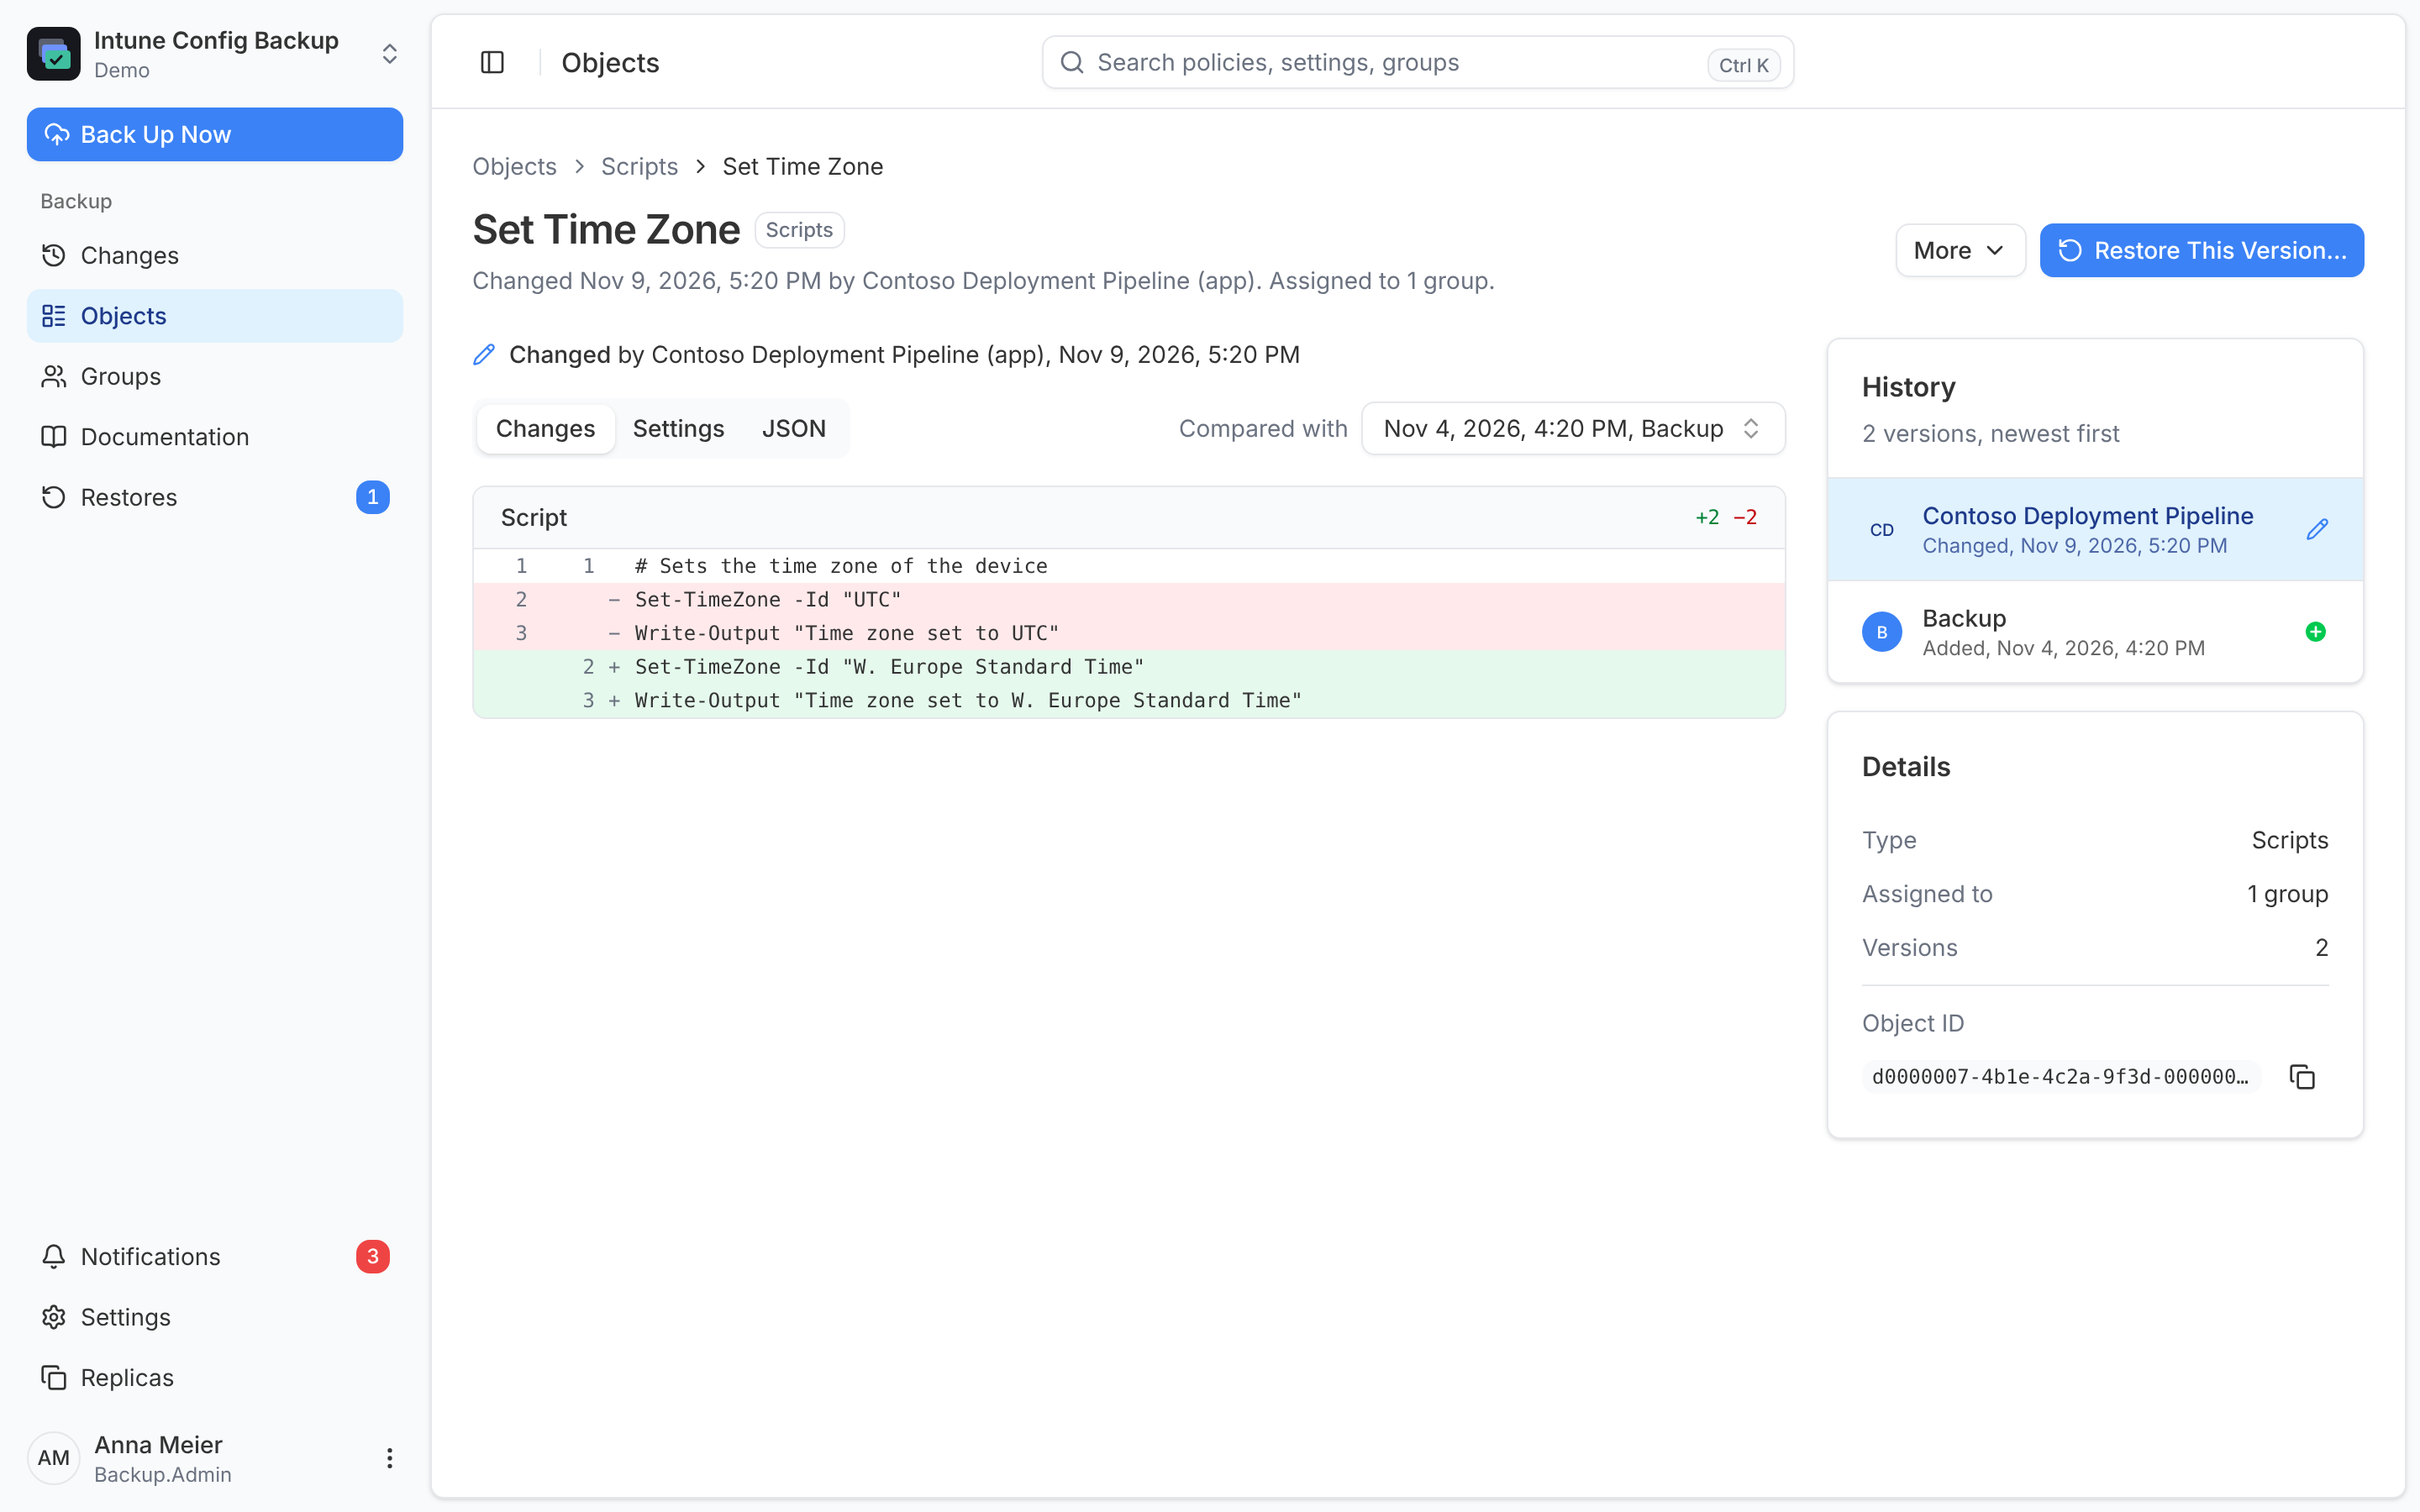 Intune Config Backup
Demo
Back Up Now
Backup
Changes
Objects
Groups
Documentation
Restores
1
Notifications
3
Settings
Replicas
AM
Anna Meier
Backup.Admin
Objects
Search policies, settings, groups
Ctrl K
Objects > Scripts > Set Time Zone
Set Time Zone
Scripts
Changed Nov 9, 2026, 5:20 PM by Contoso Deployment Pipeline (app). Assigned to 1 group.
More
Restore This Version...
Changed by Contoso Deployment Pipeline (app), Nov 9, 2026, 5:20 PM
Changes
Settings
JSON
Compared with
Nov 4, 2026, 4:20 PM, Backup
Script
+2 −2
1 1 # Sets the time zone of the device
2 − Set-TimeZone -Id "UTC"
3 − Write-Output "Time zone set to UTC"
2 + Set-TimeZone -Id "W. Europe Standard Time"
3 + Write-Output "Time zone set to W. Europe Standard Time"
History
2 versions, newest first
CD
Contoso Deployment Pipeline
Changed, Nov 9, 2026, 5:20 PM
B
Backup
Added, Nov 4, 2026, 4:20 PM
Details
Type Scripts
Assigned to 1 group
Versions 2
Object ID
d0000007-4b1e-4c2a-9f3d-000000…